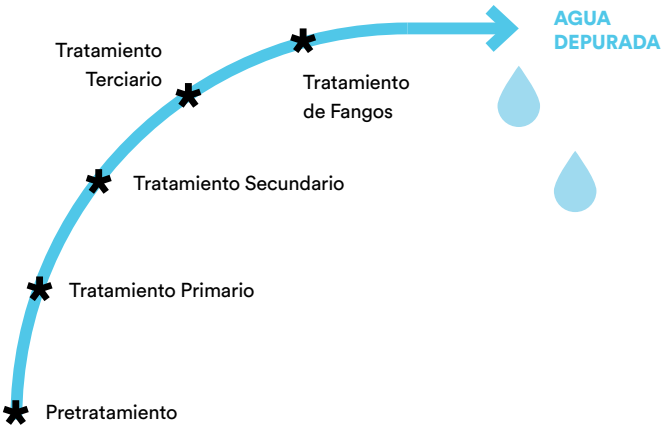 AGUA
DEPURADA
Tratamiento
Terciario
Tratamiento
de Fangos
Tratamiento Secundario
Tratamiento Primario
Pretratamiento